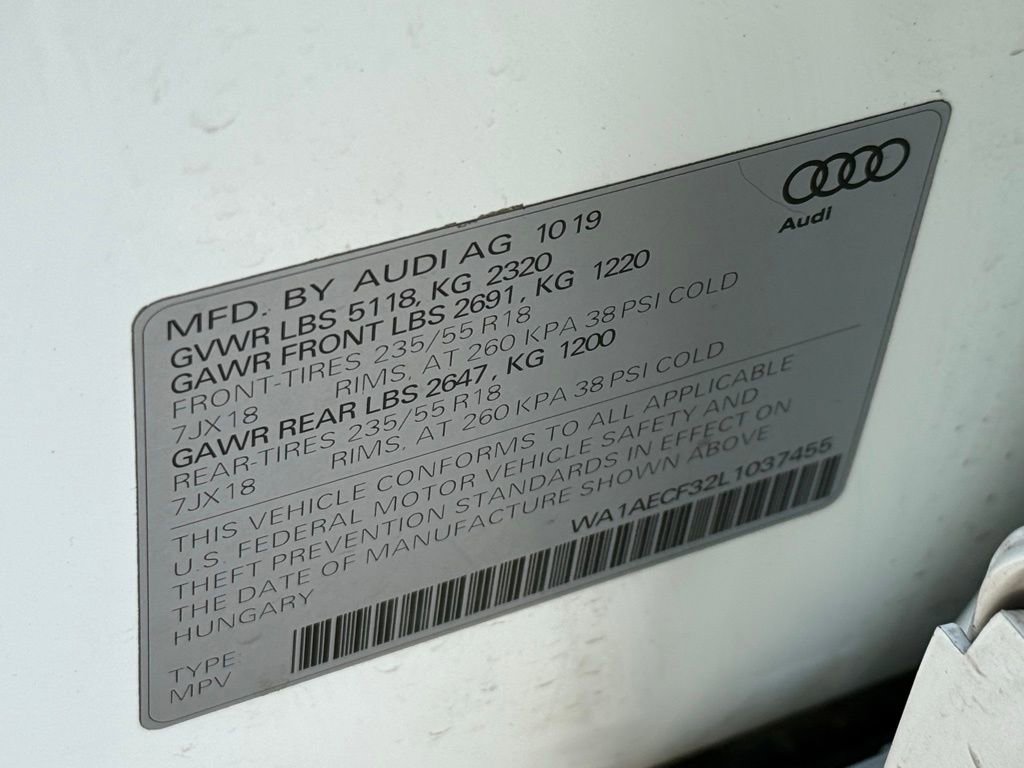 Audi
MFD. BY AUDI AG 1019
GVWR LBS 5118, KG 2320
GAWR FRONT LBS 2691, KG 1220
FRONT-TIRES 235/55 R18
7JX18 RIMS, AT 260 KPA 38 PSI COLD
GAWR REAR LBS 2647, KG 1200
REAR-TIRES 235/55 R18
7JX18 RIMS, AT 260 KPA 38 PSI COLD
THIS VEHICLE CONFORMS TO ALL APPLICABLE
U.S. FEDERAL MOTOR VEHICLE SAFETY AND
THEFT PREVENTION STANDARDS IN EFFECT ON
THE DATE OF MANUFACTURE SHOWN ABOVE
HUNGARY
WA1AECF32L1037455
TYPE:
MPV